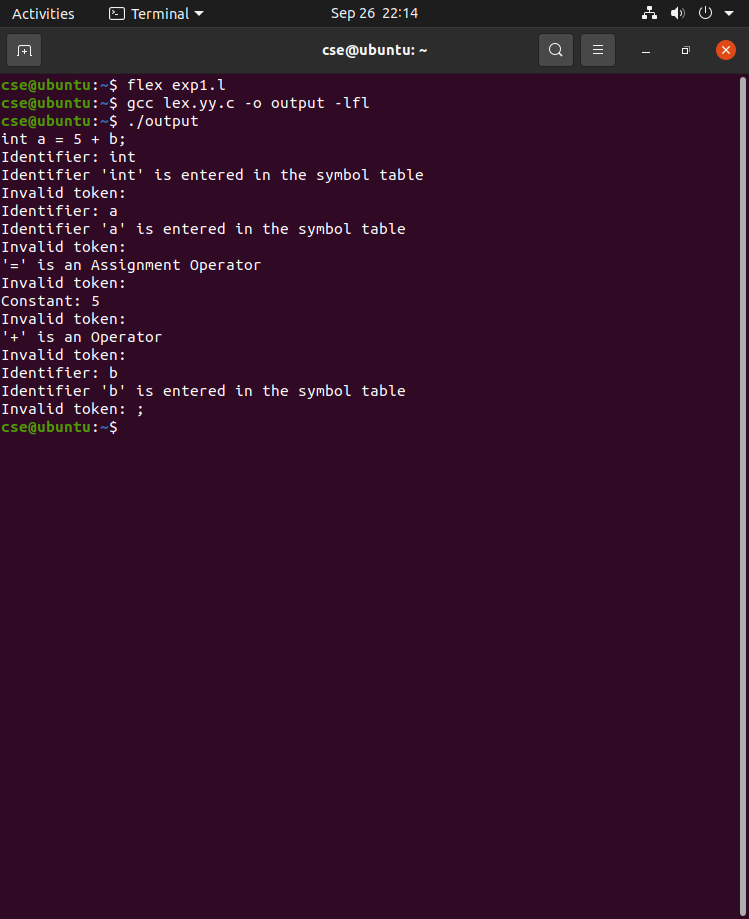 Activities Terminal Sep 26 22:14
cse@ubuntu: ~
cse@ubuntu:~$ flex exp1.l
cse@ubuntu:~$ gcc lex.yy.c -o output -lfl
cse@ubuntu:~$ ./output
int a = 5 + b;
Identifier: int
Identifier 'int' is entered in the symbol table
Invalid token:
Identifier: a
Identifier 'a' is entered in the symbol table
Invalid token:
'=' is an Assignment Operator
Invalid token:
Constant: 5
Invalid token:
'+' is an Operator
Invalid token:
Identifier: b
Identifier 'b' is entered in the symbol table
Invalid token: ;
cse@ubuntu:~$